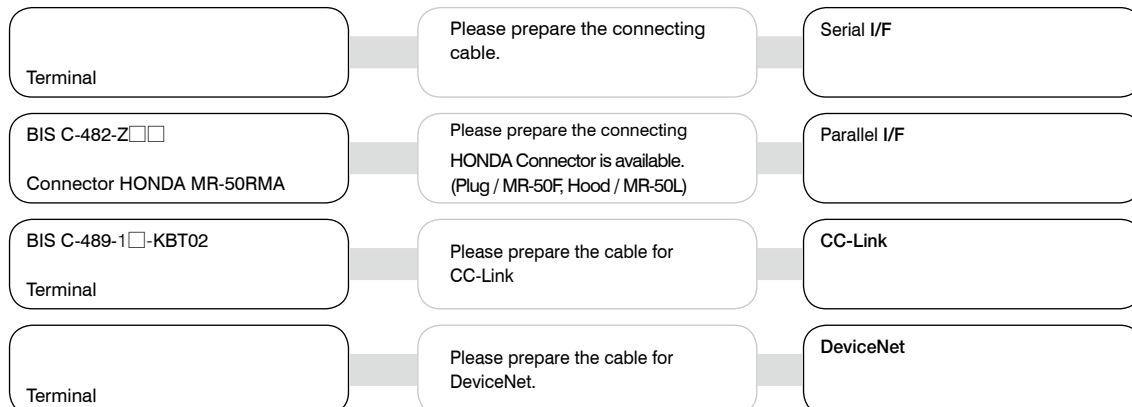 Terminal
Please prepare the connecting
cable.
Serial I/F
BIS C-482-Z□□
Connector HONDA MR-50RMA
Please prepare the connecting
HONDA Connector is available.
(Plug / MR-50F, Hood / MR-50L)
Parallel I/F
BIS C-489-1□-KBT02
Terminal
Please prepare the cable for
CC-Link
CC-Link
Terminal
Please prepare the cable for
DeviceNet.
DeviceNet